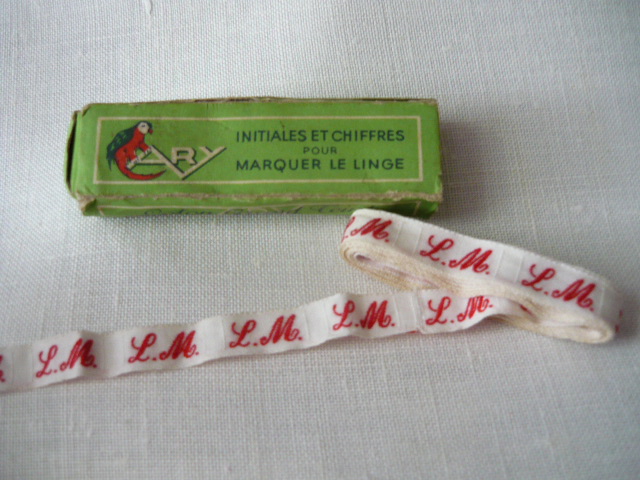 CARY
INITIALES ET CHIFFRES
POUR
MARQUER LE LINGE
L.M. L.M. L.M.
L.M. L.M. L.M. L.M. L.M.